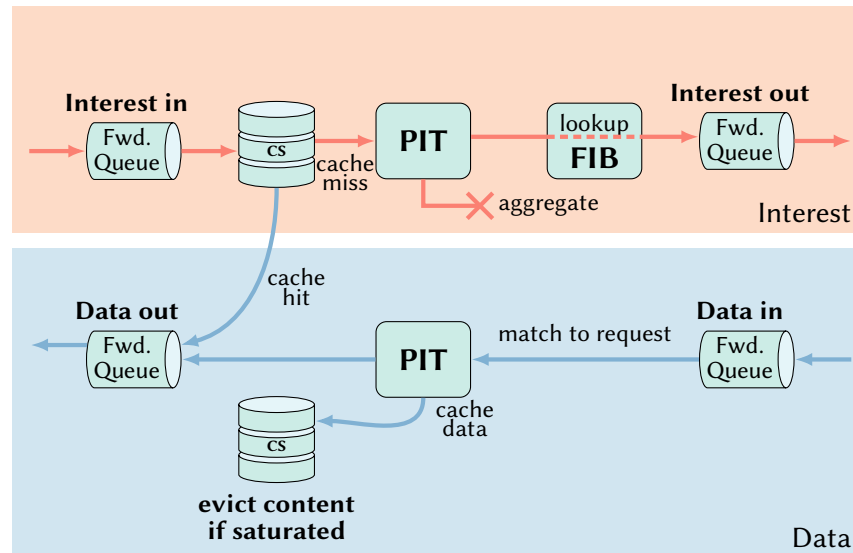 Interest in
Fwd.
Queue
CS
cache
miss
PIT
aggregate
lookup
FIB
Interest out
Fwd.
Queue
Interest
cache
hit
Data out
Fwd.
Queue
PIT
match to request
Data in
Fwd.
Queue
cache
data
CS
evict content
if saturated
Data